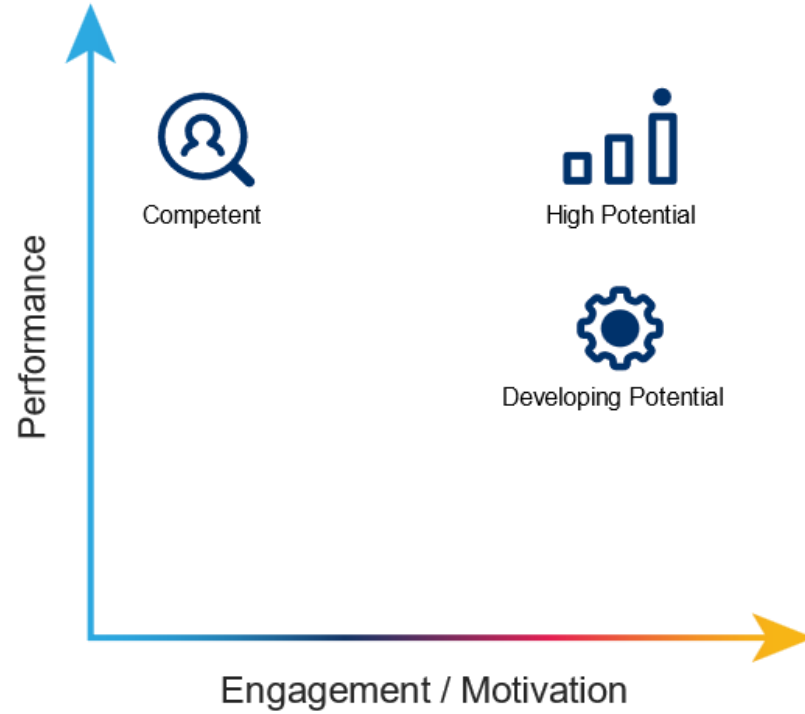 Competent
High Potential
Developing Potential
Performance
Engagement / Motivation